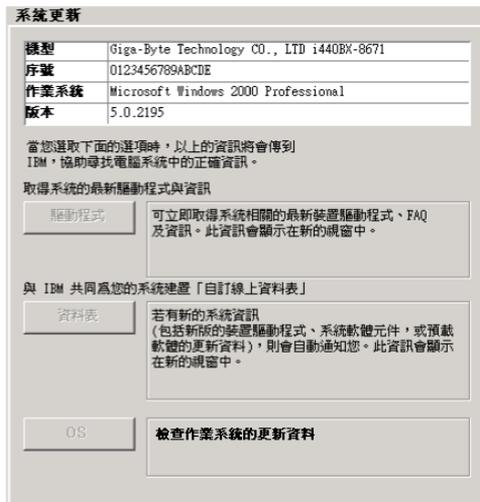 系統更新
機型 Giga-Byte Technology CO., LTD i440BX-8671
序號 0123456789ABCDE
作業系統 Microsoft Windows 2000 Professional
版本 5.0.2195
當您選取下面的選項時，以上的資訊將會傳到
IBM，協助尋找電腦系統中的正確資訊。
取得系統的最新驅動程式與資訊
驅動程式
可立即取得系統相關的最新裝置驅動程式、FAQ
及資訊。此資訊會顯示在新的視窗中。
與 IBM 共同為您的系統建置「自訂線上資料表」
資料表
若有新的系統資訊
(包括新版的裝置驅動程式、系統軟體元件，或預載
軟體的更新資料)，則會自動通知您。此資訊會顯示
在新的視窗中。
OS
檢查作業系統的更新資料